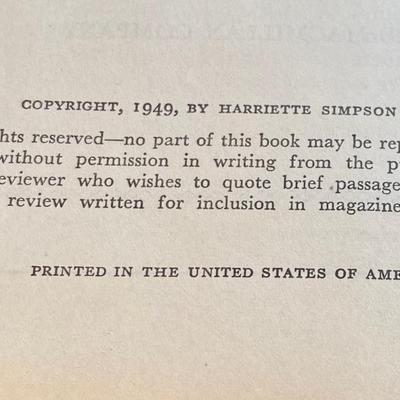 COPYRIGHT, 1949, BY HARRIETTE SIMPSON
hts reserved—no part of this book may be rep
without permission in writing from the p
eviewer who wishes to quote brief passage
review written for inclusion in magazine
PRINTED IN THE UNITED STATES OF AME